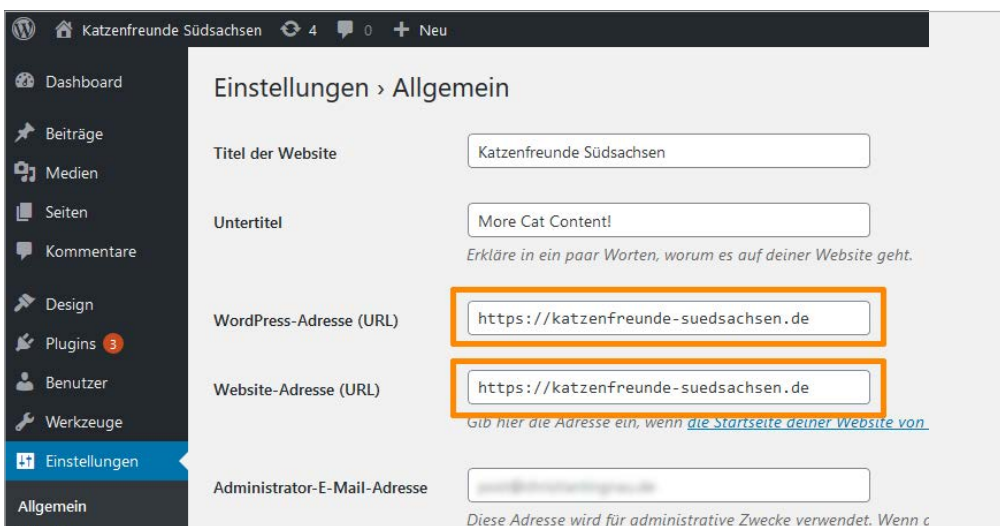 Katzenfreunde Südsachsen 4 0 + Neu
Dashboard
Beiträge
Medien
Seiten
Kommentare
Design
Plugins 3
Benutzer
Werkzeuge
Einstellungen
Allgemein
Einstellungen › Allgemein
Titel der Website
Katzenfreunde Südsachsen
Untertitel
More Cat Content!
Erkläre in ein paar Worten, worum es auf deiner Website geht.
WordPress-Adresse (URL)
https://katzenfreunde-suedsachsen.de
Website-Adresse (URL)
https://katzenfreunde-suedsachsen.de
Gib hier die Adresse ein, wenn die Startseite deiner Website von
Administrator-E-Mail-Adresse
Diese Adresse wird für administrative Zwecke verwendet. Wenn